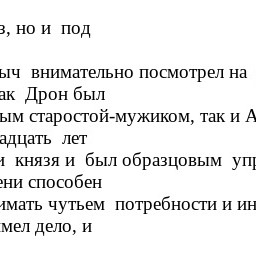 з, но и под
ыч внимательно посмотрел на
ак Дрон был
ым старостой-мужиком, так и А
адцать лет
и князя и был образцовым упр
ени способен
имать чутьем потребности и ин
мел дело, и